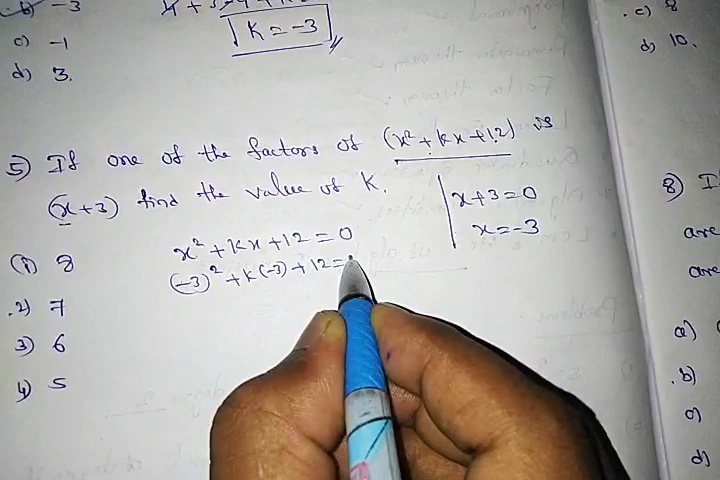 b) -3
K = -3
c) -1
d) 3.
c) 8
d) 10.
5) If one of the factors of (x² + kx + 12) is
(x+3) find the value of K.
x+3=0
x=-3
x² + kx + 12 = 0
(-3)² + k(-3) + 12 =
1) 8
2) 7
3) 6
4) 5
8) I
are
are
a)
b)
c)
d)